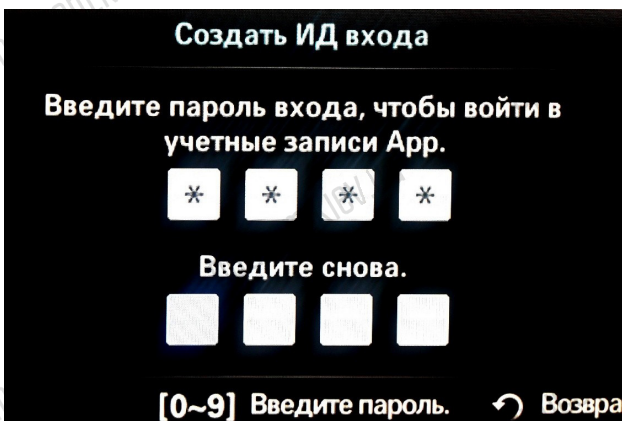 Создать ИД входа
Введите пароль входа, чтобы войти в
учетные записи App.
* * * *
Введите снова.
[0~9] Введите пароль. Возвра